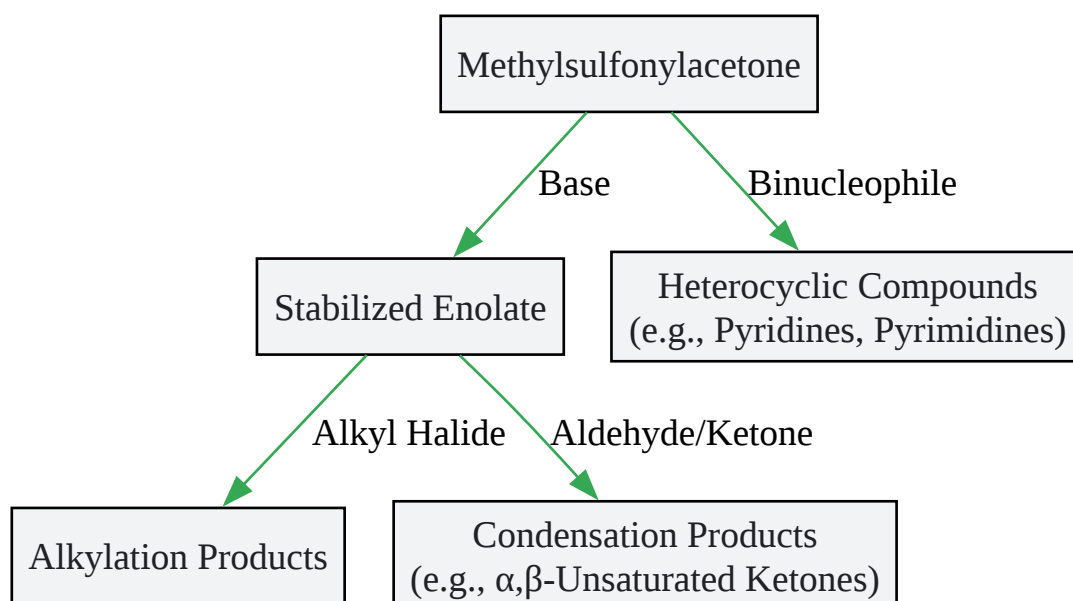 Methylsulfonylacetone
Base
Binucleophile
Stabilized Enolate
Heterocyclic Compounds
(e.g., Pyridines, Pyrimidines)
Alkyl Halide
Aldehyde/Ketone
Alkylation Products
Condensation Products
(e.g., α,β-Unsaturated Ketones)